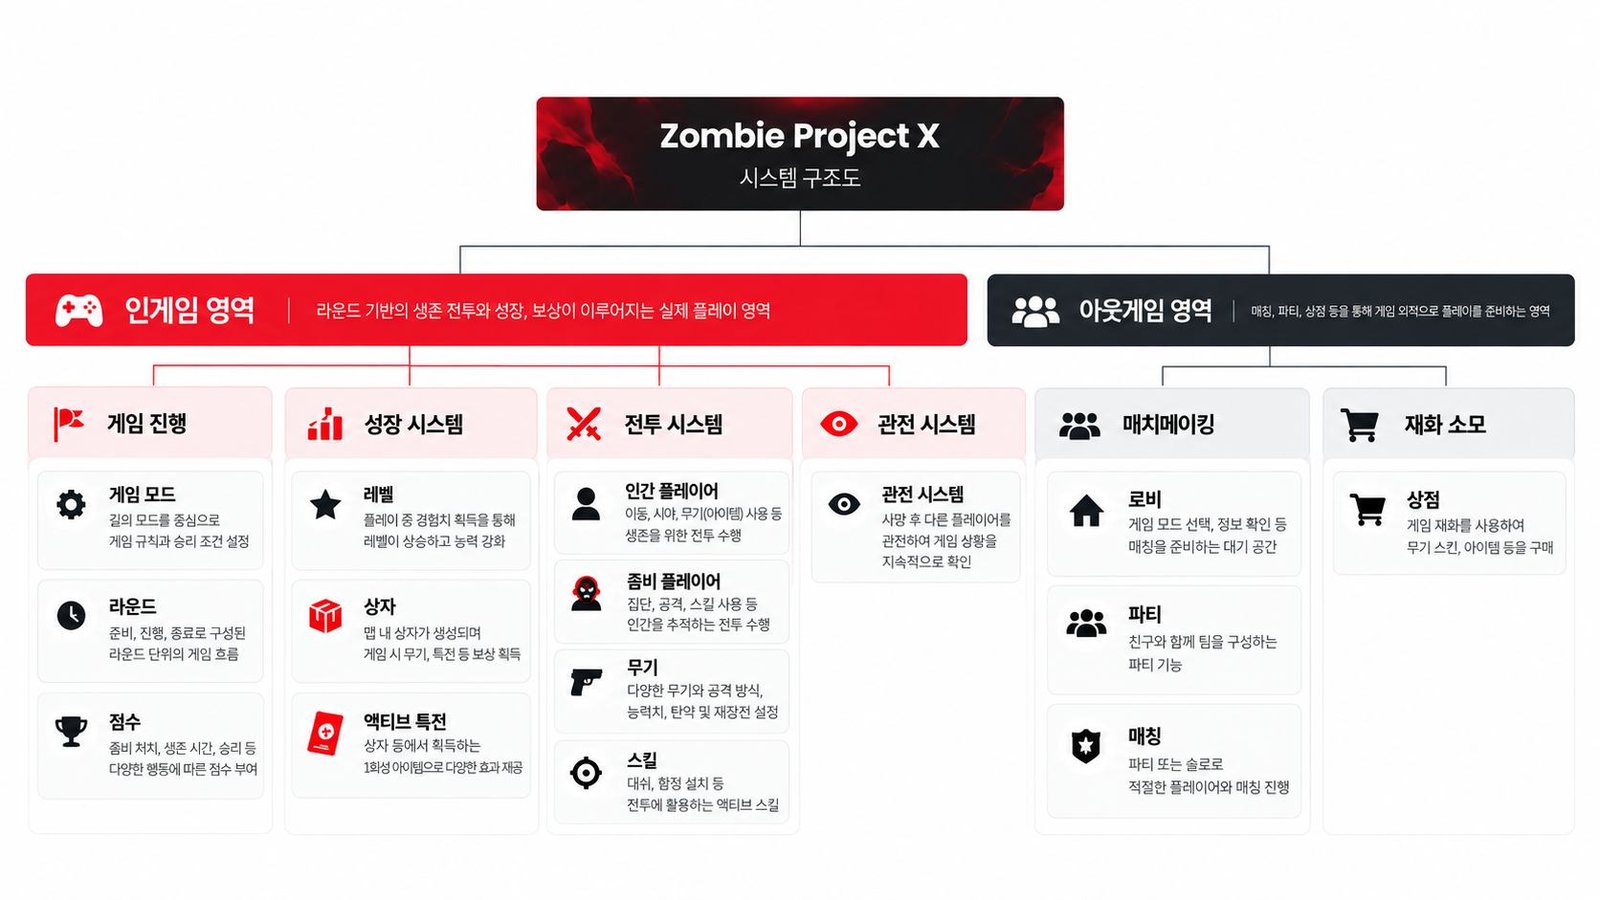 Zombie Project X
시스템 구조도
인게임 영역
라운드 기반의 생존 전투와 성장, 보상이 이루어지는 실제 플레이 영역
아웃게임 영역
매칭, 파티, 상점 등을 통해 게임 외적으로 플레이를 준비하는 영역
게임 진행
게임 모드
길의 모드를 중심으로
게임 규칙과 승리 조건 설정
라운드
준비, 진행, 종료로 구성된
라운드 단위의 게임 흐름
점수
좀비 처치, 생존 시간, 승리 등
다양한 행동에 따른 점수 부여
성장 시스템
레벨
플레이 중 경험치 획득을 통해
레벨이 상승하고 능력 강화
상자
맵 내 상자가 생성되며
게임 시 무기, 특전 등 보상 획득
액티브 특전
상자 등에서 획득하는
1회성 아이템으로 다양한 효과 재공
전투 시스템
인간 플레이어
이동, 시야, 무기(아이템) 사용 등
생존을 위한 전투 수행
좀비 플레이어
집단, 공격, 스킬 사용 등
인간을 추적하는 전투 수행
무기
다양한 무기와 공격 방식,
능력치, 탄약 및 재장전 설정
스킬
대쉬, 함정 설치 등
전투에 활용하는 액티브 스킬
관전 시스템
관전 시스템
사망 후 다른 플레이어를
관전하여 게임 상황을
지속적으로 확인
매치메이킹
로비
게임 모드 선택, 정보 확인 등
매칭을 준비하는 대기 공간
파티
친구와 함께 팀을 구성하는
파티 기능
매칭
파티 또는 솔로로
적절한 플레이어와 매칭 진행
재화 소모
상점
게임 재화를 사용하여
무기 스킨, 아이템 등을 구매